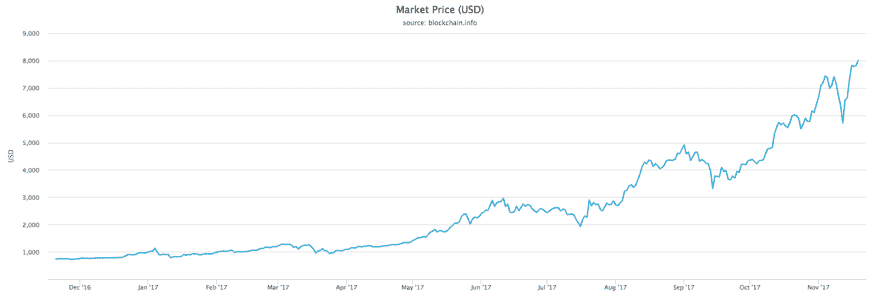 Market Price (USD)
source: blockchain.info
9,000
8,000
7,000
6,000
5,000
4,000
3,000
2,000
1,000
USD
Dec '16 Jan '17 Feb '17 Mar '17 Apr '17 May '17 Jun '17 Jul '17 Aug '17 Sep '17 Oct '17 Nov '17